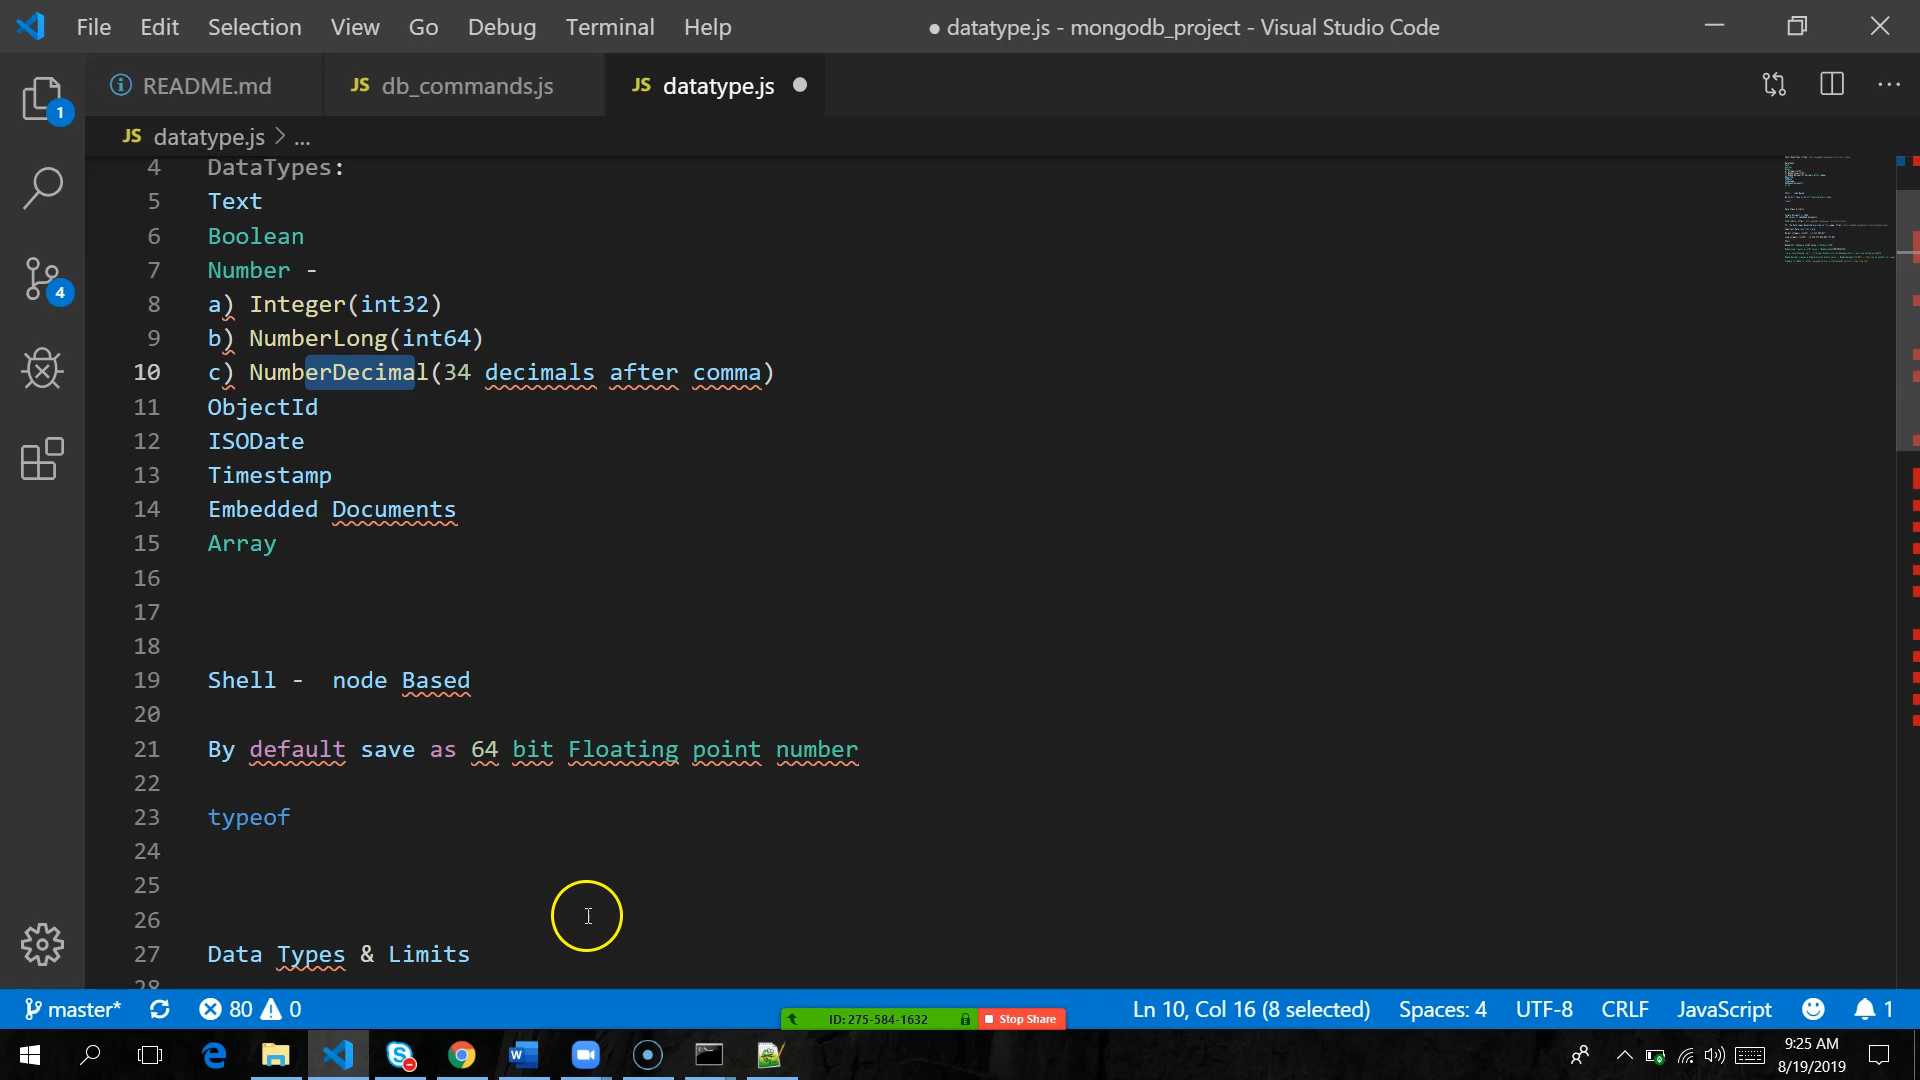 File Edit Selection View Go Debug Terminal Help ● datatype.js - mongodb_project - Visual Studio Code
README.md JS db_commands.js JS datatype.js ●
JS datatype.js > ...
4 DataTypes:
5 Text
6 Boolean
7 Number -
8 a) Integer(int32)
9 b) NumberLong(int64)
10 c) NumberDecimal(34 decimals after comma)
11 ObjectId
12 ISODate
13 Timestamp
14 Embedded Documents
15 Array
16
17
18
19 Shell - node Based
20
21 By default save as 64 bit Floating point number
22
23 typeof
24
25
26
27 Data Types & Limits
28
1
4
master* 80 0 Ln 10, Col 16 (8 selected) Spaces: 4 UTF-8 CRLF JavaScript 1
ID: 275-584-1632 Stop Share
9:25 AM
8/19/2019